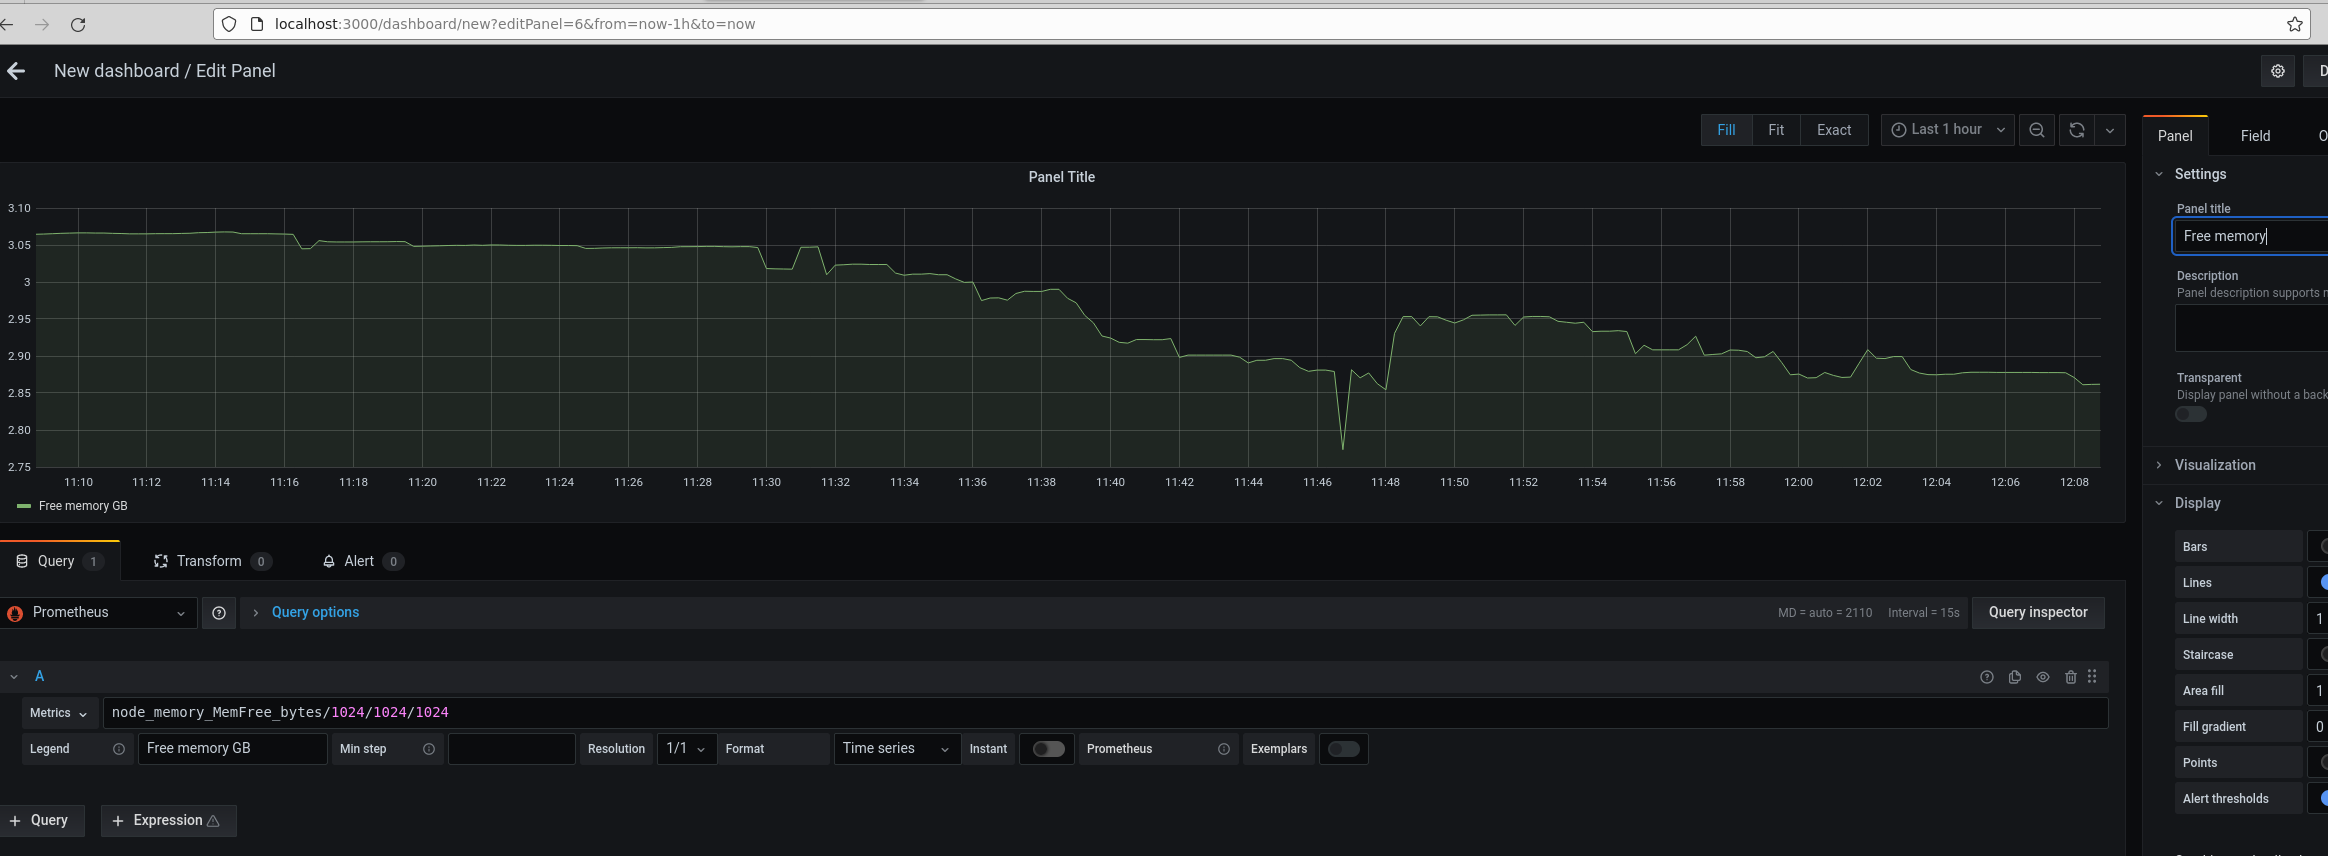 localhost:3000/dashboard/new?editPanel=6&from=now-1h&to=now
New dashboard / Edit Panel
D
Fill Fit Exact Last 1 hour
Panel Field O
Panel Title
Settings
Panel title
Free memory
Description
Panel description supports
Transparent
Display panel without a back
Visualization
Display
Bars
Lines
Line width 1
Staircase
Area fill 1
Fill gradient 0
Points
Alert thresholds
3.10
3.05
3
2.95
2.90
2.85
2.80
2.75
11:10 11:12 11:14 11:16 11:18 11:20 11:22 11:24 11:26 11:28 11:30 11:32 11:34 11:36 11:38 11:40 11:42 11:44 11:46 11:48 11:50 11:52 11:54 11:56 11:58 12:00 12:02 12:04 12:06 12:08
Free memory GB
Query 1 Transform 0 Alert 0
Prometheus Query options MD = auto = 2110 Interval = 15s Query inspector
A
Metrics node_memory_MemFree_bytes/1024/1024/1024
Legend Free memory GB Min step Resolution 1/1 Format Time series Instant Prometheus Exemplars
+ Query + Expression